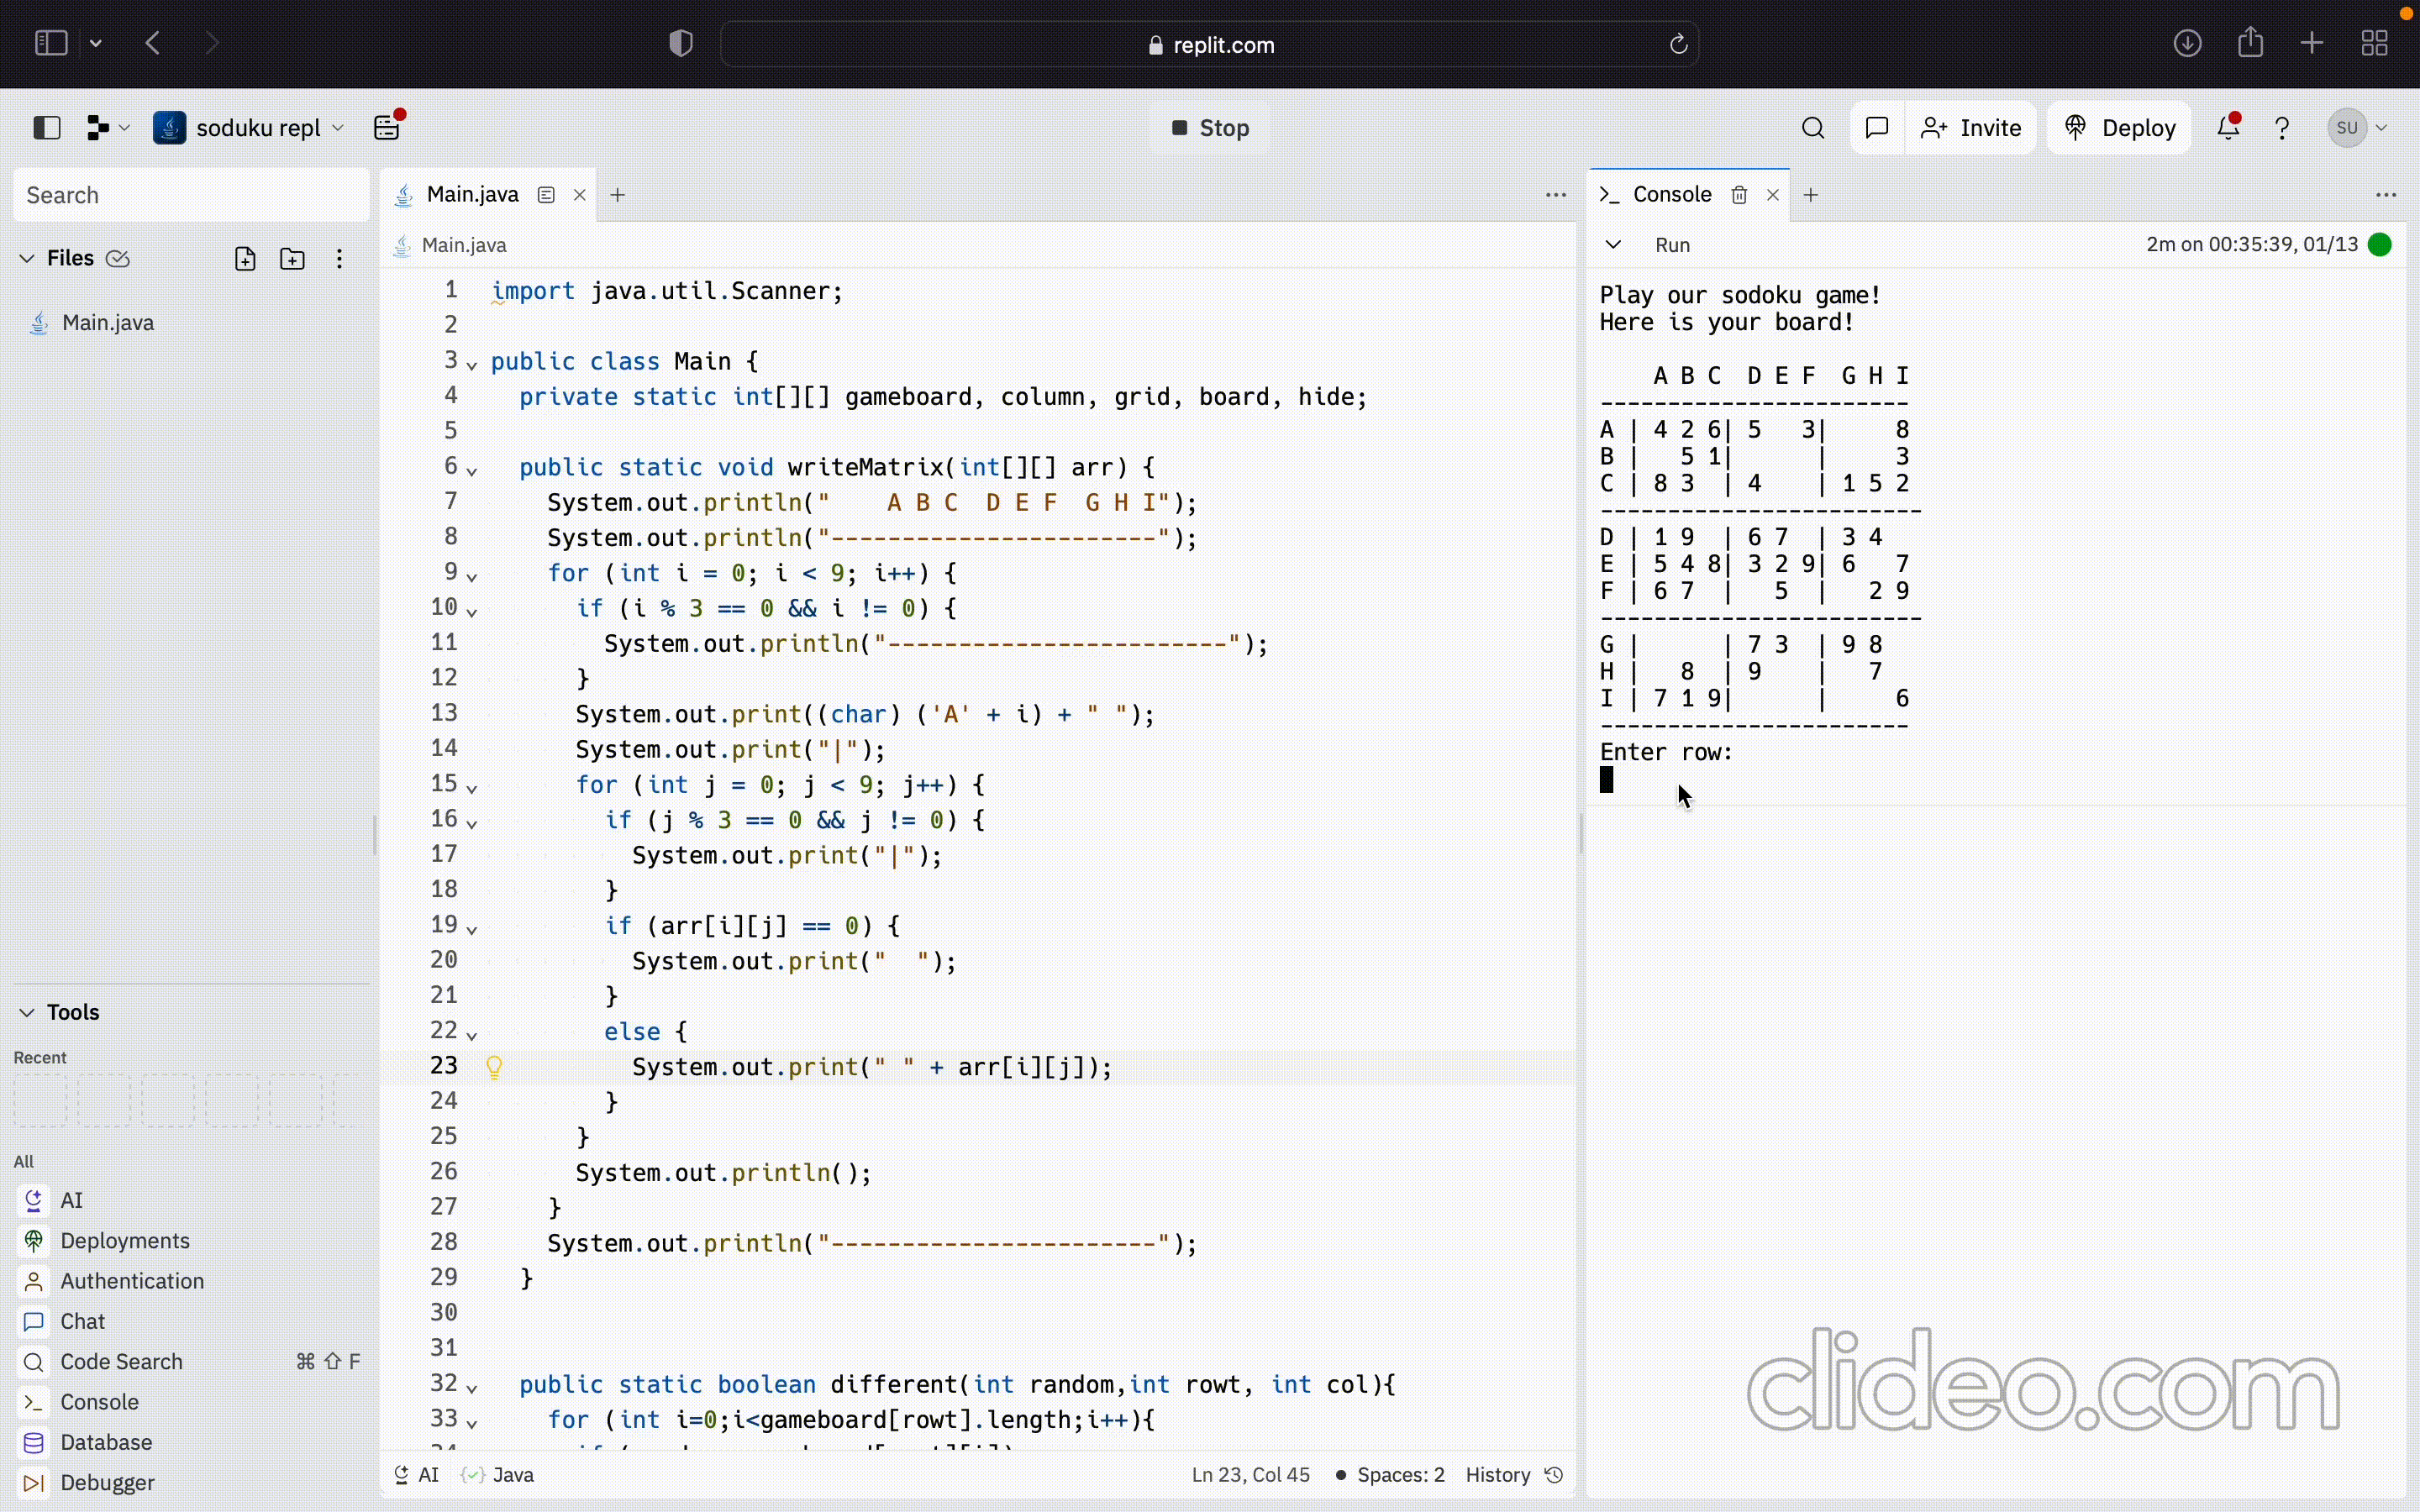 replit.com
soduku repl
Stop
Invite
Deploy
SU
Search
Files
Main.java
Tools
Recent
All
AI
Deployments
Authentication
Chat
Code Search ⌘ ⇧ F
Console
Database
Debugger
Main.java
Main.java
1 import java.util.Scanner;
2
3 public class Main {
4   private static int[][] gameboard, column, grid, board, hide;
5
6   public static void writeMatrix(int[][] arr) {
7     System.out.println("    A B C  D E F  G H I");
8     System.out.println("-----------------------");
9     for (int i = 0; i < 9; i++) {
10       if (i % 3 == 0 && i != 0) {
11         System.out.println("------------------------");
12       }
13       System.out.print((char) ('A' + i) + " ");
14       System.out.print("|");
15       for (int j = 0; j < 9; j++) {
16         if (j % 3 == 0 && j != 0) {
17           System.out.print("|");
18         }
19         if (arr[i][j] == 0) {
20           System.out.print("  ");
21         }
22         else {
23           System.out.print(" " + arr[i][j]);
24         }
25       }
26       System.out.println();
27     }
28     System.out.println("-----------------------");
29   }
30
31
32   public static boolean different(int random,int rowt, int col){
33     for (int i=0;i<gameboard[rowt].length;i++){
AI Java Ln 23, Col 45 Spaces: 2 History
Console
Run 2m on 00:35:39, 01/13
Play our sodoku game!
Here is your board!
    A B C  D E F  G H I
-----------------------
A | 4 2 6| 5   3|     8
B |   5 1|      |     3
C | 8 3  | 4    | 1 5 2
------------------------
D | 1 9  | 6 7  | 3 4
E | 5 4 8| 3 2 9| 6   7
F | 6 7  |   5  |   2 9
------------------------
G |      | 7 3  | 9 8
H |   8  | 9    |   7
I | 7 1 9|      |     6
-----------------------
Enter row:
clideo.com